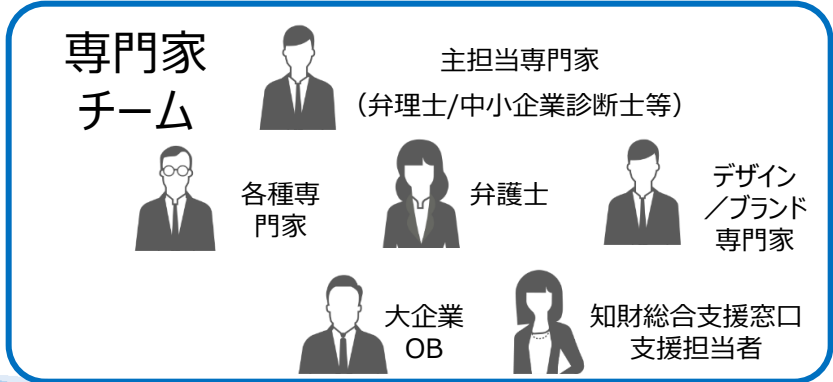 専門家
チーム
主担当専門家
（弁理士/中小企業診断士等）
各種専
門家
弁護士
デザイン
／ブランド
専門家
大企業
OB
知財総合支援窓口
支援担当者